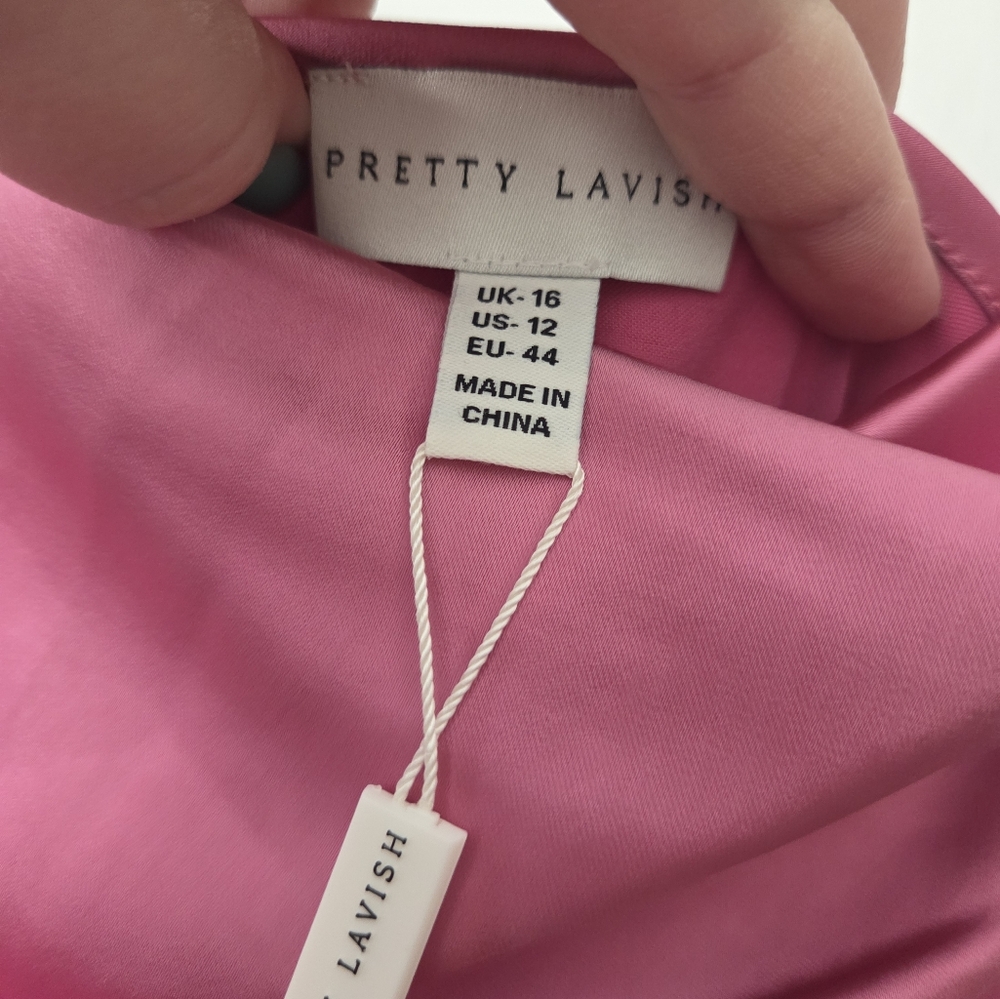 PRETTY LAVISH
UK- 16
US- 12
EU- 44
MADE IN
CHINA
LAVISH